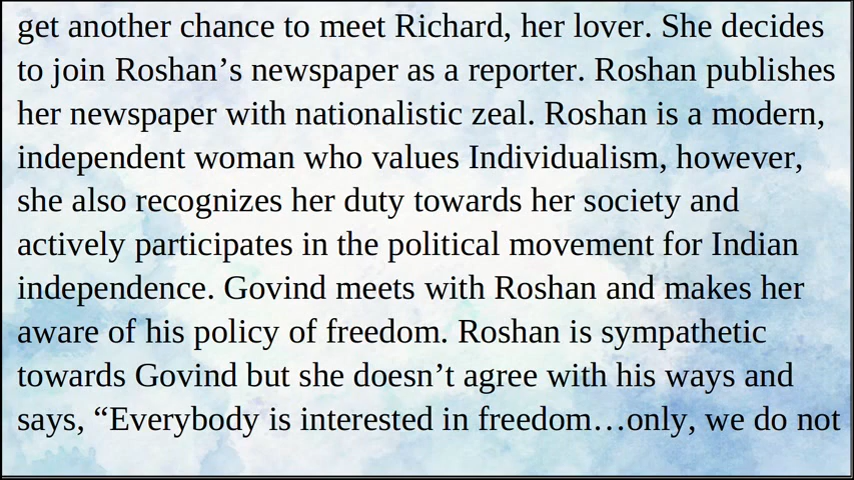 get another chance to meet Richard, her lover. She decides
to join Roshan’s newspaper as a reporter. Roshan publishes
her newspaper with nationalistic zeal. Roshan is a modern,
independent woman who values Individualism, however,
she also recognizes her duty towards her society and
actively participates in the political movement for Indian
independence. Govind meets with Roshan and makes her
aware of his policy of freedom. Roshan is sympathetic
towards Govind but she doesn’t agree with his ways and
says, “Everybody is interested in freedom…only, we do not